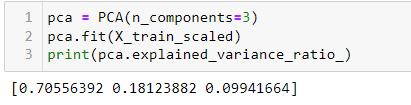 1 pca = PCA(n_components=3)
2 pca.fit(X_train_scaled)
3 print(pca.explained_variance_ratio_)
[0.70556392 0.18123882 0.09941664]